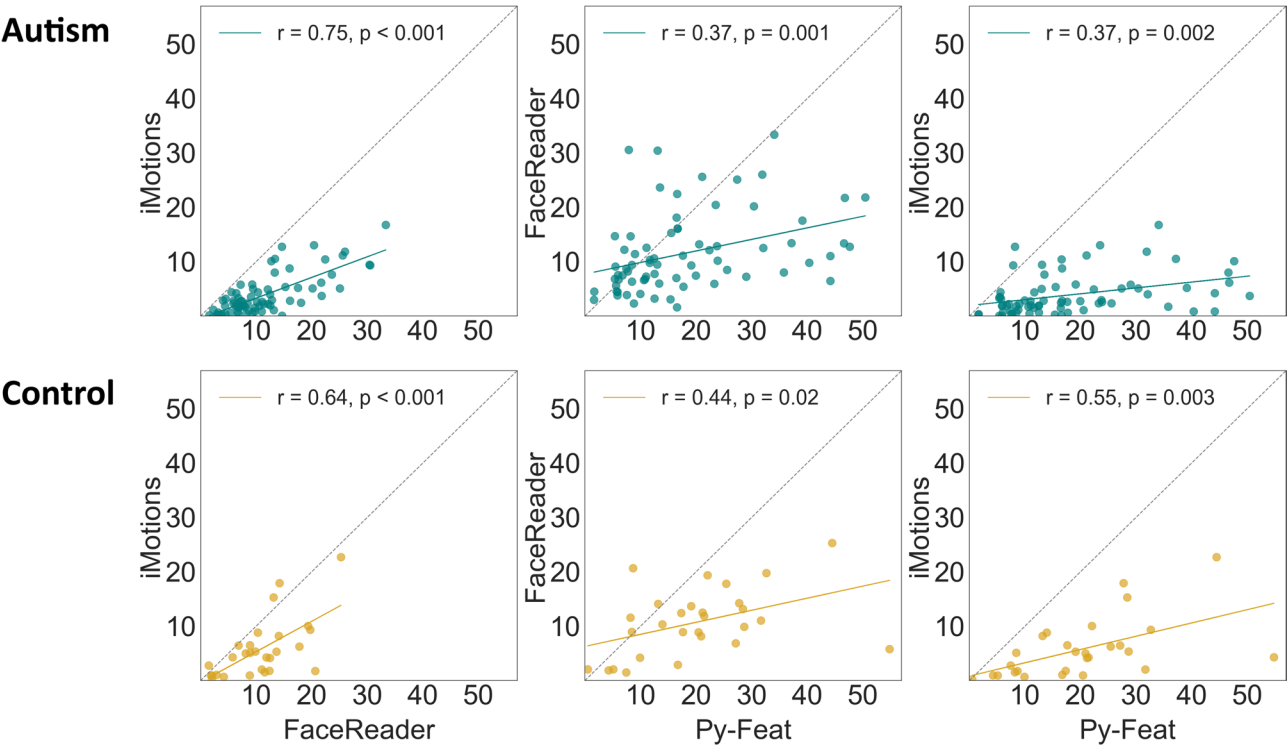 Autism
r = 0.75, p < 0.001
50
40
30
20
10
iMotions
10 20 30 40 50
r = 0.37, p = 0.001
50
40
30
20
10
FaceReader
10 20 30 40 50
r = 0.37, p = 0.002
50
40
30
20
10
iMotions
10 20 30 40 50
Control
r = 0.64, p < 0.001
50
40
30
20
10
iMotions
10 20 30 40 50
FaceReader
r = 0.44, p = 0.02
50
40
30
20
10
FaceReader
10 20 30 40 50
Py-Feat
r = 0.55, p = 0.003
50
40
30
20
10
iMotions
10 20 30 40 50
Py-Feat